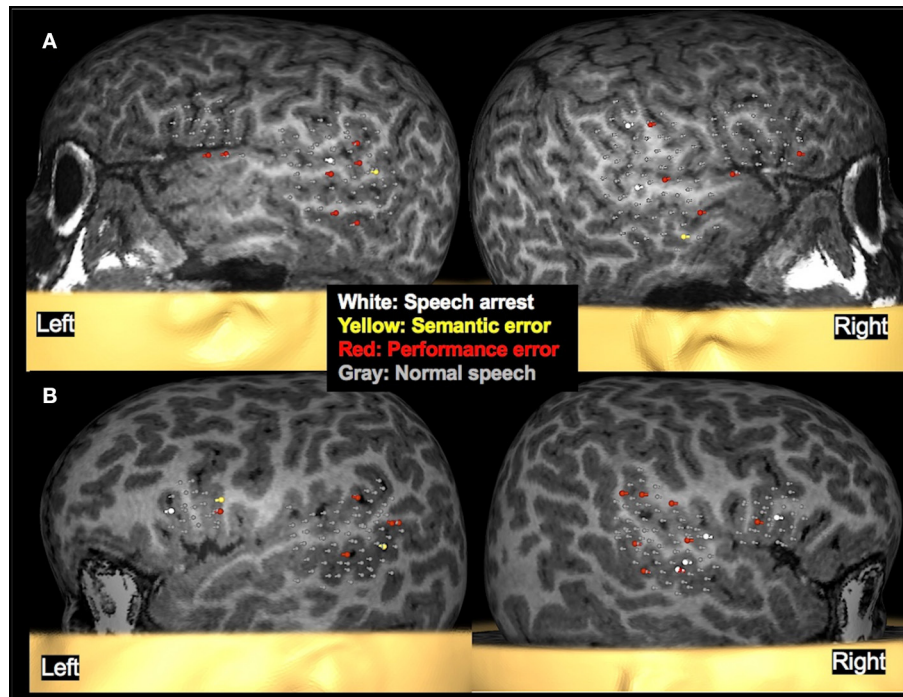 A
Left
Right
White: Speech arrest
Yellow: Semantic error
Red: Performance error
Gray: Normal speech
B
Left
Right